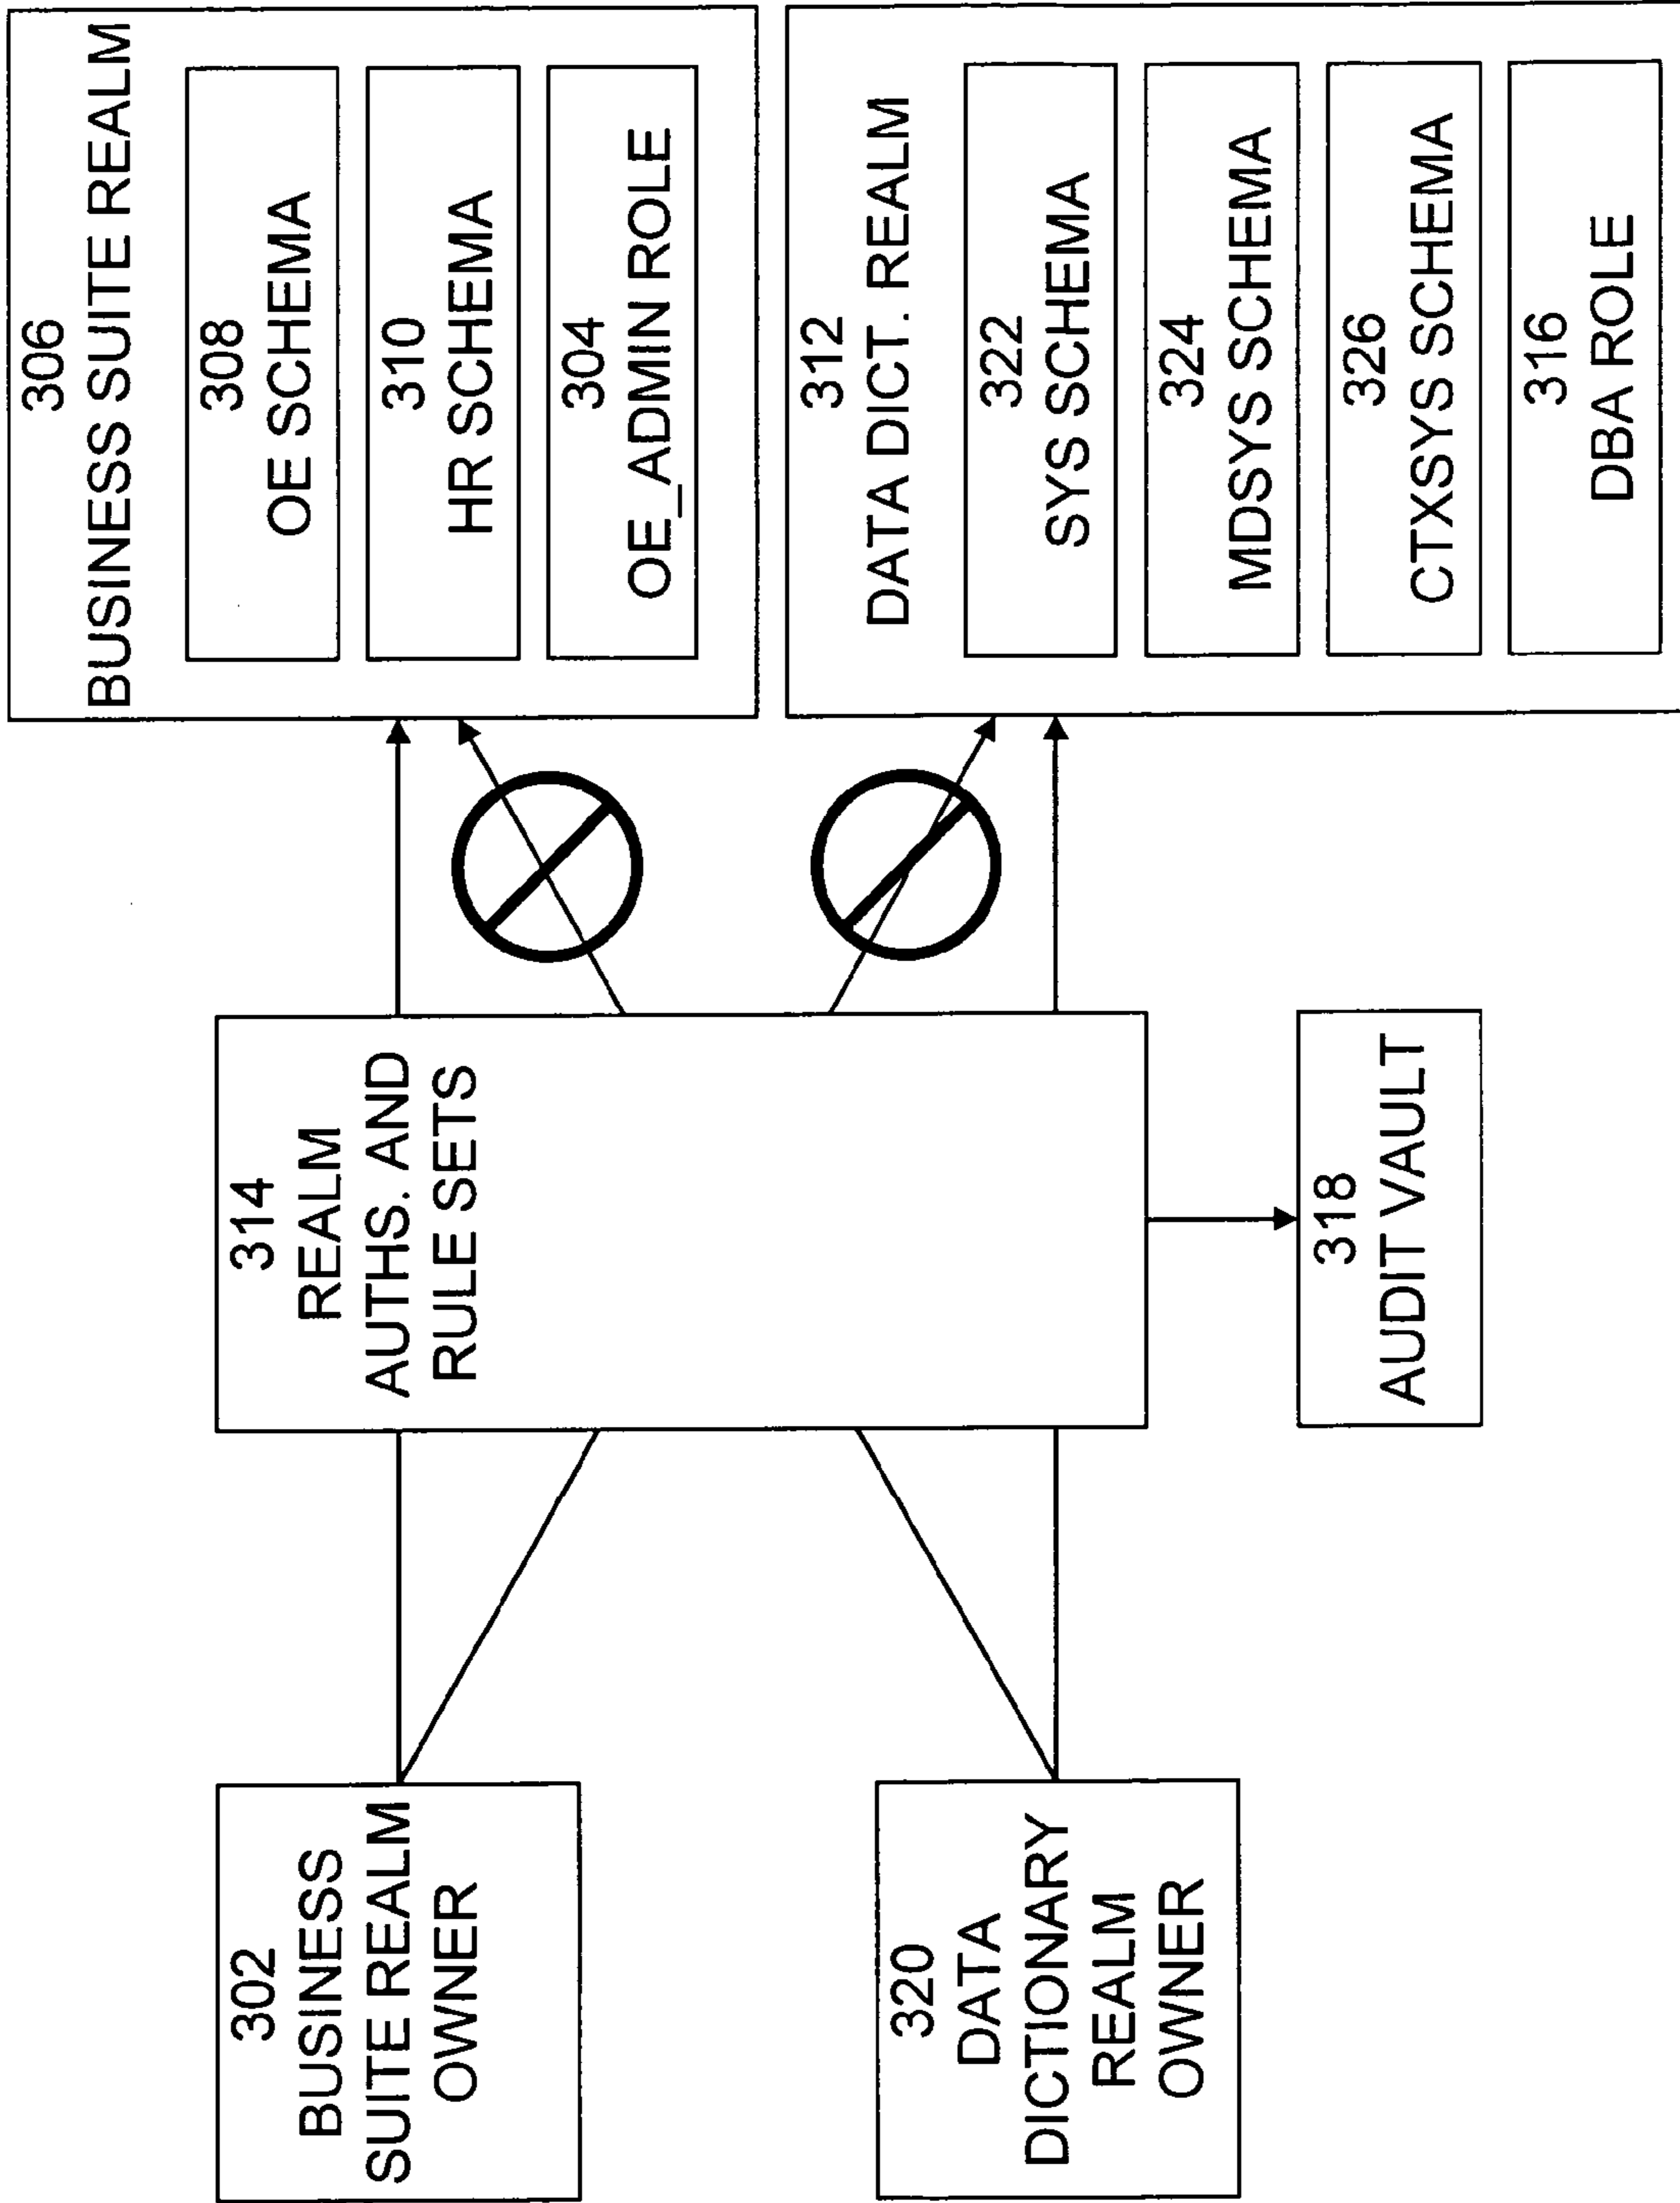 302
BUSINESS
SUITE REALM
OWNER
320
DATA
DICTIONARY
REALM
OWNER
314
REALM
AUTHS. AND
RULE SETS
318
AUDIT VAULT
306
BUSINESS SUITE REALM
308
OE SCHEMA
310
HR SCHEMA
304
OE_ADMIN ROLE
312
DATA DICT. REALM
322
SYS SCHEMA
324
MDSYS SCHEMA
326
CTXSYS SCHEMA
316
DBA ROLE